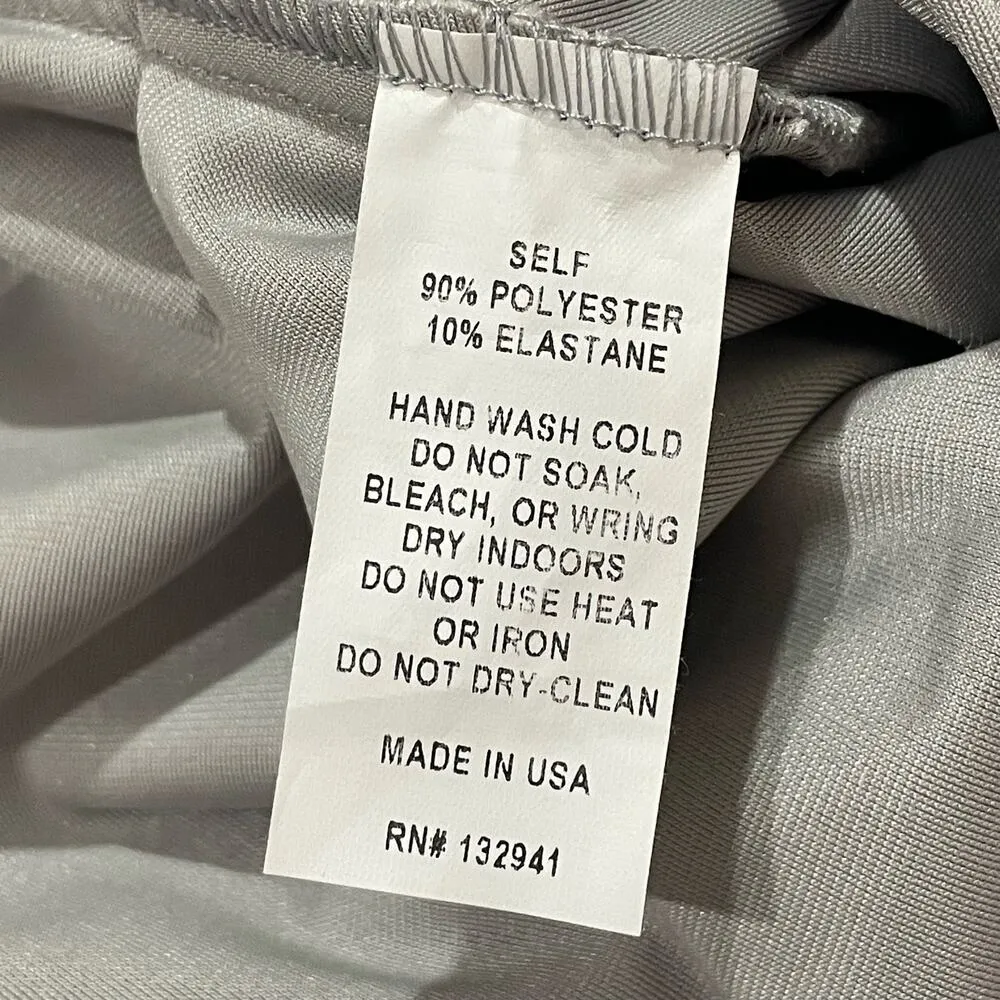 SELF
90% POLYESTER
10% ELASTANE
HAND WASH COLD
DO NOT SOAK,
BLEACH, OR WRING
DRY INDOORS
DO NOT USE HEAT
OR IRON
DO NOT DRY-CLEAN
MADE IN USA
RN# 132941